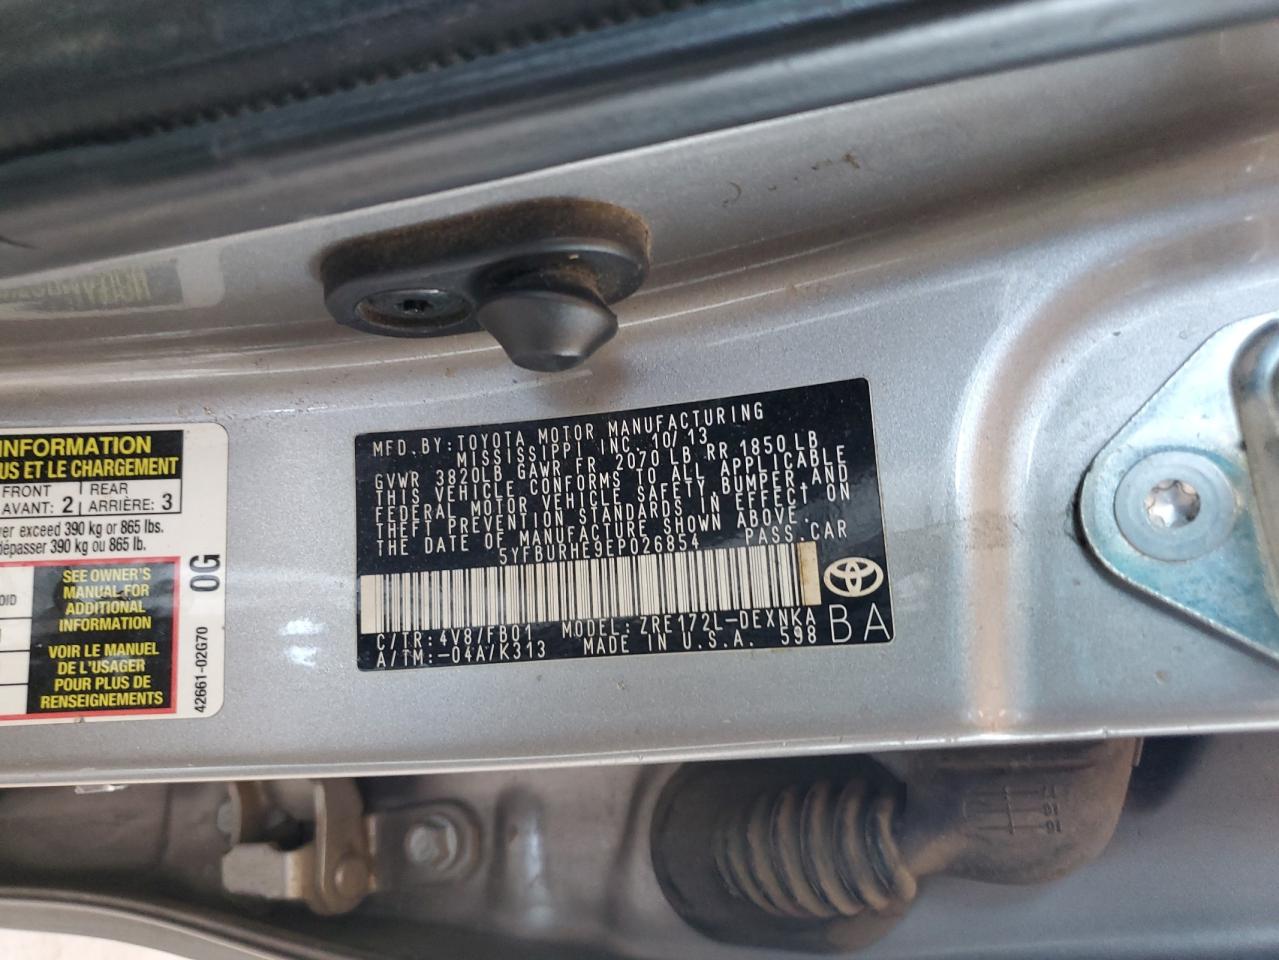 INFORMATION
US ET LE CHARGEMENT
FRONT
AVANT: 2
REAR
ARRIÈRE: 3
ver exceed 390 kg or 865 lbs.
dépasser 390 kg ou 865 lb.
SEE OWNER'S
MANUAL FOR
ADDITIONAL
INFORMATION
VOIR LE MANUEL
DE L'USAGER
POUR PLUS DE
RENSEIGNEMENTS
0G
42661-02G70
MFD. BY: TOYOTA MOTOR MANUFACTURING
MISSISSIPPI INC. 10/13
GVWR 3820LB GAWR FR 2070 LB RR 1850 LB
THIS VEHICLE CONFORMS TO ALL APPLICABLE
FEDERAL MOTOR VEHICLE SAFETY, BUMPER, AND
THEFT PREVENTION STANDARDS IN EFFECT ON
THE DATE OF MANUFACTURE SHOWN ABOVE.
5YFBURHE9EP026854 PASS. CAR
C/TR: 4V8/FB01 MODEL: ZRE172L-DEXNKA
A/TM: -04A/K313 MADE IN U.S.A. 598 BA